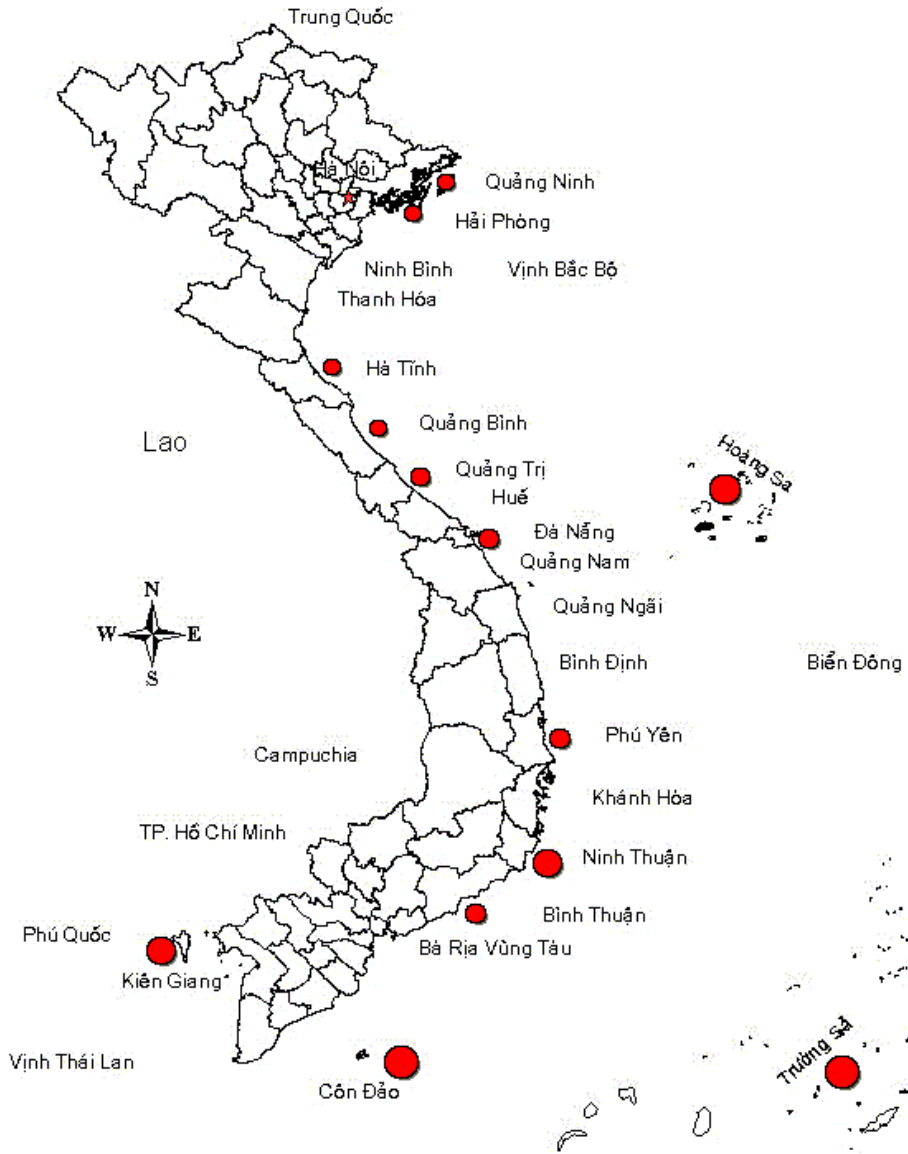 Trung Quốc
Hà Nội
Quảng Ninh
Hải Phòng
Ninh Bình
Vịnh Bắc Bộ
Thanh Hóa
Hà Tĩnh
Quảng Bình
Lao
Hoàng Sa
Quảng Trị
Huế
Đà Nẵng
Quảng Nam
N
Quảng Ngãi
W
E
S
Bình Định
Biển Đông
Phú Yên
Campuchia
Khánh Hòa
TP. Hồ Chí Minh
Ninh Thuận
Bình Thuận
Phú Quốc
Bà Rịa Vũng Tàu
Kiên Giang
Trường Sa
Vịnh Thái Lan
Côn Đảo